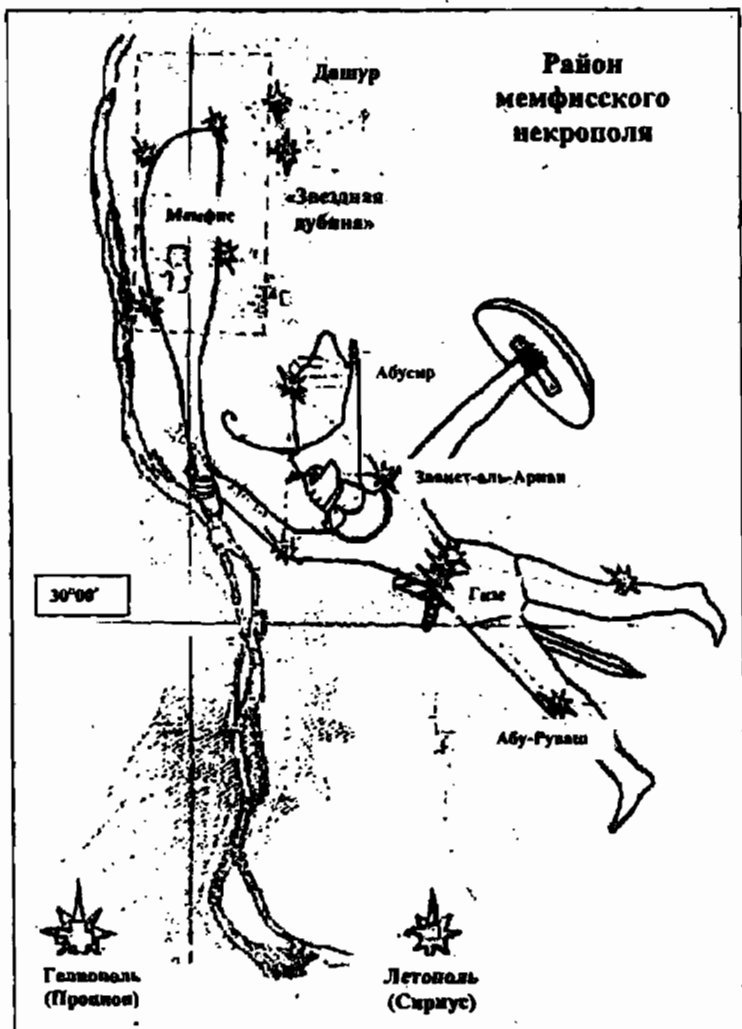 Район
мемфисского
некрополя
Дашур
«Звездная
дубина»
Мемфис
Абусир
Завиет-аль-Ариан
30°00'
Гизе
Абу-Руваш
Гелиополь
(Процион)
Летополь
(Сириус)